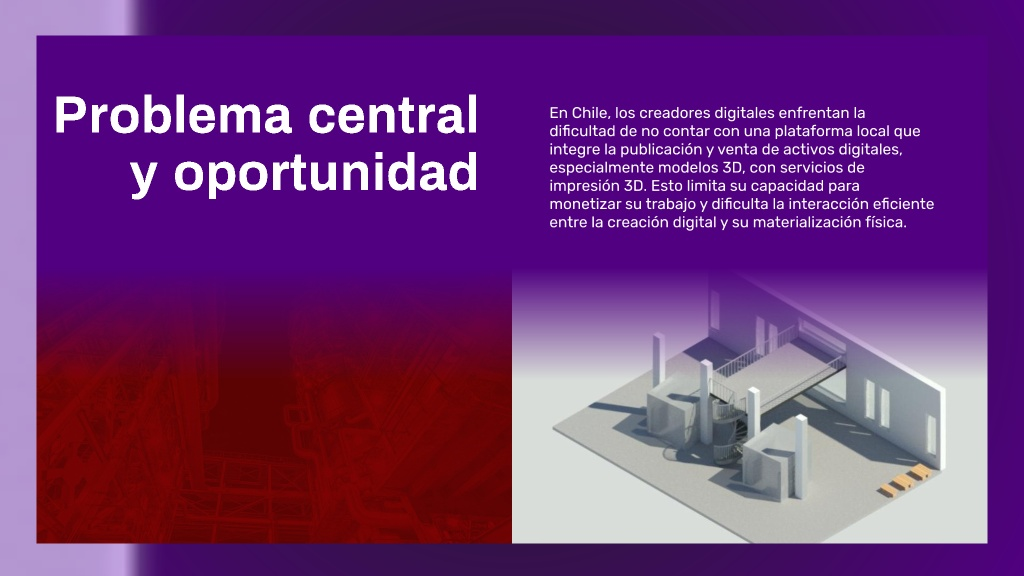 Problema central
y oportunidad
En Chile, los creadores digitales enfrentan la
dificultad de no contar con una plataforma local que
integre la publicación y venta de activos digitales,
especialmente modelos 3D, con servicios de
impresión 3D. Esto limita su capacidad para
monetizar su trabajo y dificulta la interacción eficiente
entre la creación digital y su materialización física.